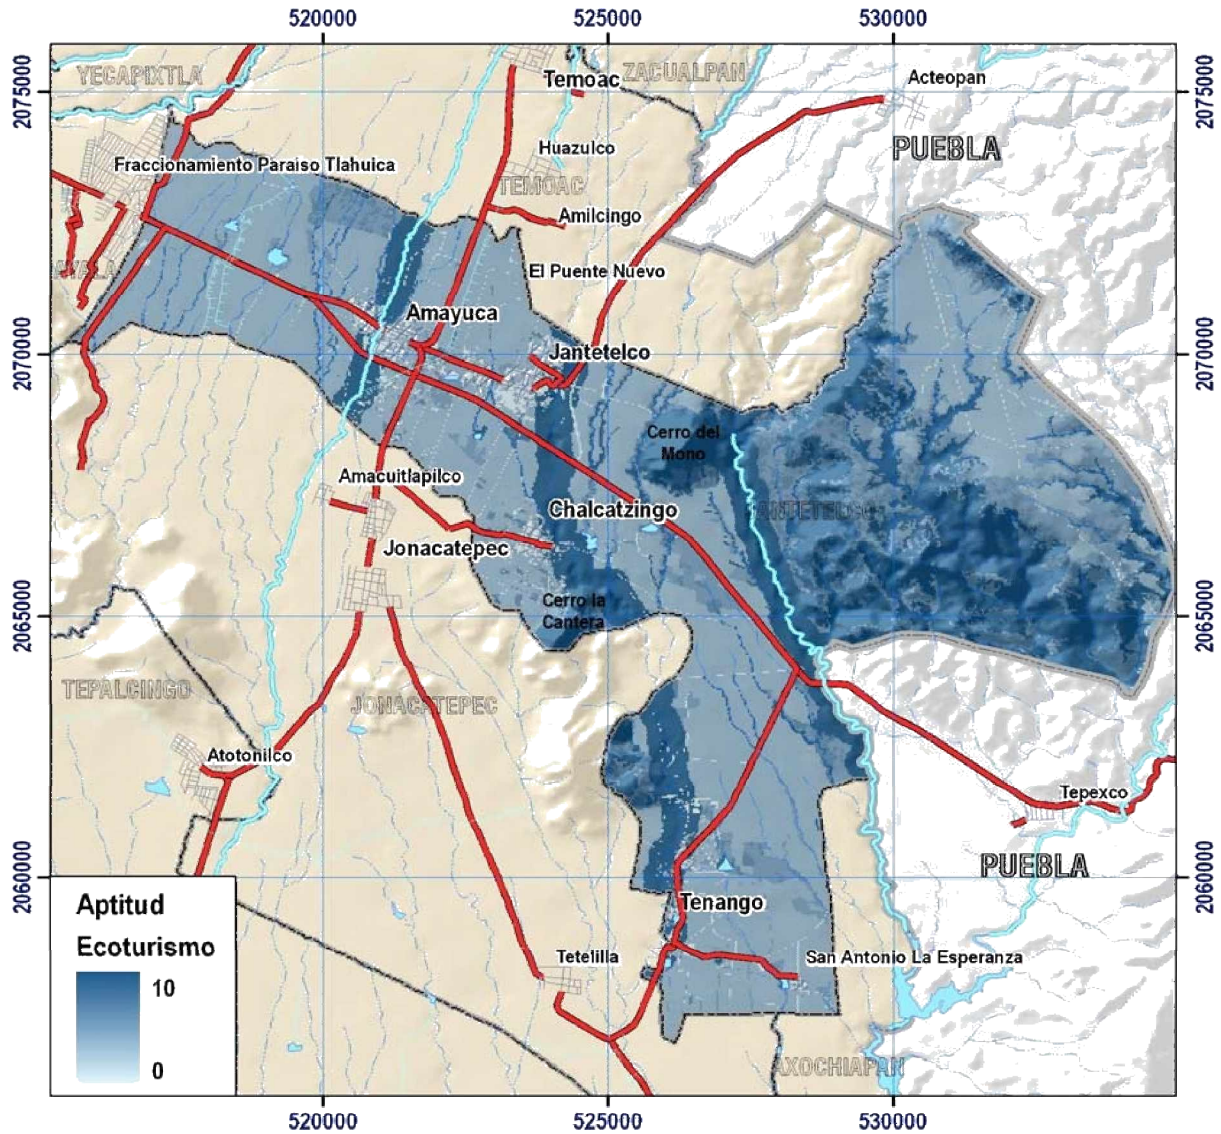 520000
525000
530000
2075000
2075000
YECAPIXTLA
Temoac
ZACUALPAN
Acteopan
PUEBLA
Huazulco
Fraccionamiento Paraiso Tlahuica
TEMOAC
Amilcingo
El Puente Nuevo
Amayuca
Jantetelco
2070000
2070000
Cerro del
Mono
Amacuitlapilco
Chalcatzingo
Jonacatepec
Cerro la
Cantera
2065000
2065000
TEPALCINGO
JONACATEPEC
Atotonilco
Tepexco
PUEBLA
2060000
2060000
Tenango
Tetelilla
San Antonio La Esperanza
AXOCHIAPAN
Aptitud
Ecoturismo
10
0
520000
525000
530000